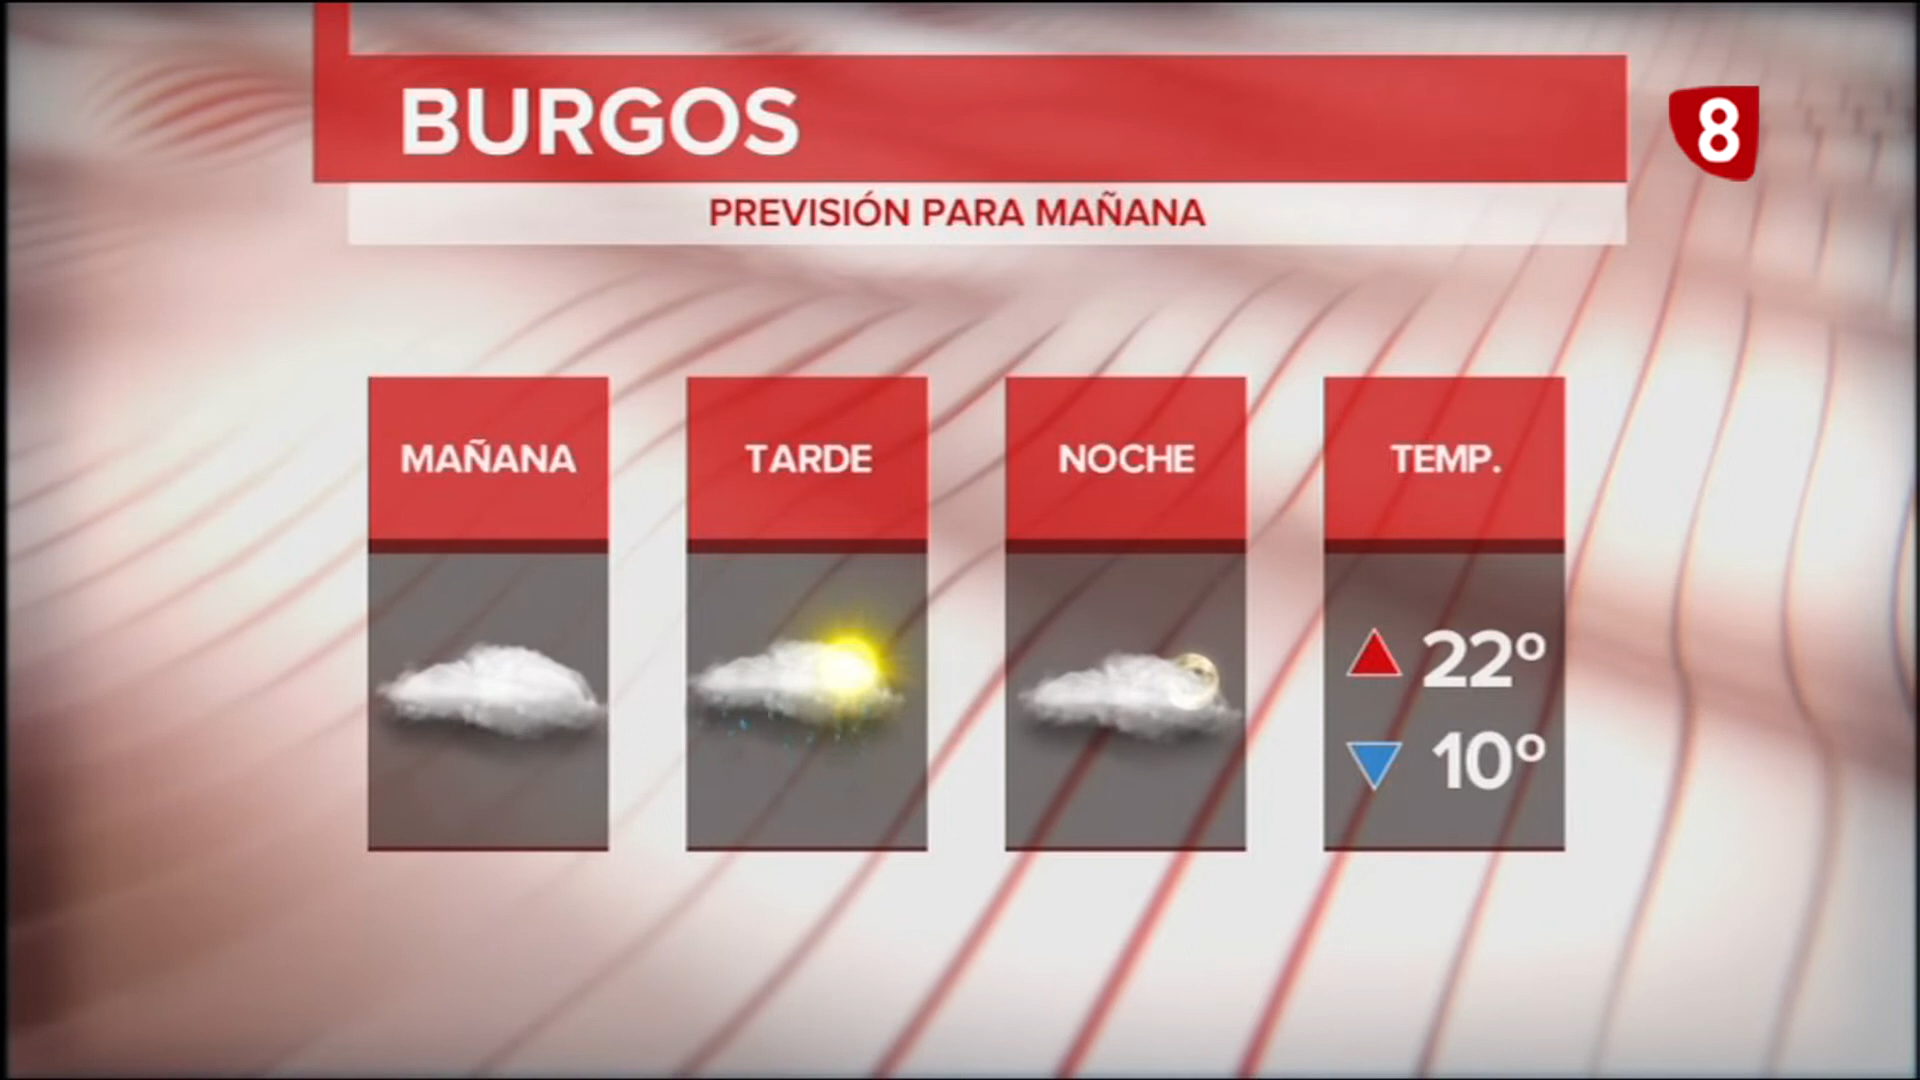 BURGOS
8
PREVISIÓN PARA MAÑANA
MAÑANA
TARDE
NOCHE
TEMP.
22º
10º